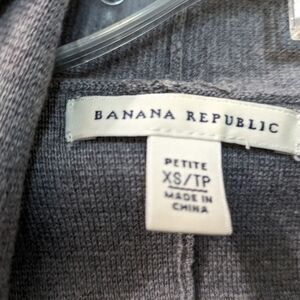 BANANA REPUBLIC
PETITE
XS/TP
MADE IN
CHINA